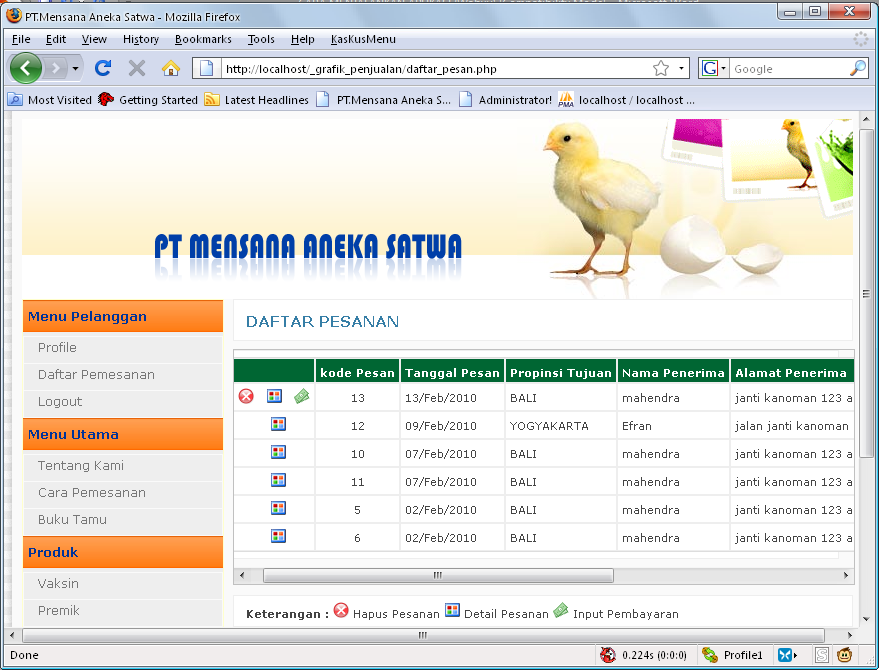 PT.Mensana Aneka Satwa - Mozilla Firefox
File Edit View History Bookmarks Tools Help KasKusMenu
http://localhost/_grafik_penjualan/daftar_pesan.php Google
Most Visited Getting Started Latest Headlines PT.Mensana Aneka S... Administrator! localhost / localhost ...
PT MENSANA ANEKA SATWA
Menu Pelanggan
Profile
Daftar Pemesanan
Logout
Menu Utama
Tentang Kami
Cara Pemesanan
Buku Tamu
Produk
Vaksin
Premik
DAFTAR PESANAN
kode Pesan Tanggal Pesan Propinsi Tujuan Nama Penerima Alamat Penerima
13 13/Feb/2010 BALI mahendra janti kanoman 123 a
12 09/Feb/2010 YOGYAKARTA Efran jalan janti kanoman
10 07/Feb/2010 BALI mahendra janti kanoman 123 a
11 07/Feb/2010 BALI mahendra janti kanoman 123 a
5 02/Feb/2010 BALI mahendra janti kanoman 123 a
6 02/Feb/2010 BALI mahendra janti kanoman 123 a
Keterangan : Hapus Pesanan Detail Pesanan Input Pembayaran
Done 0.224s (0:0:0) Profile1